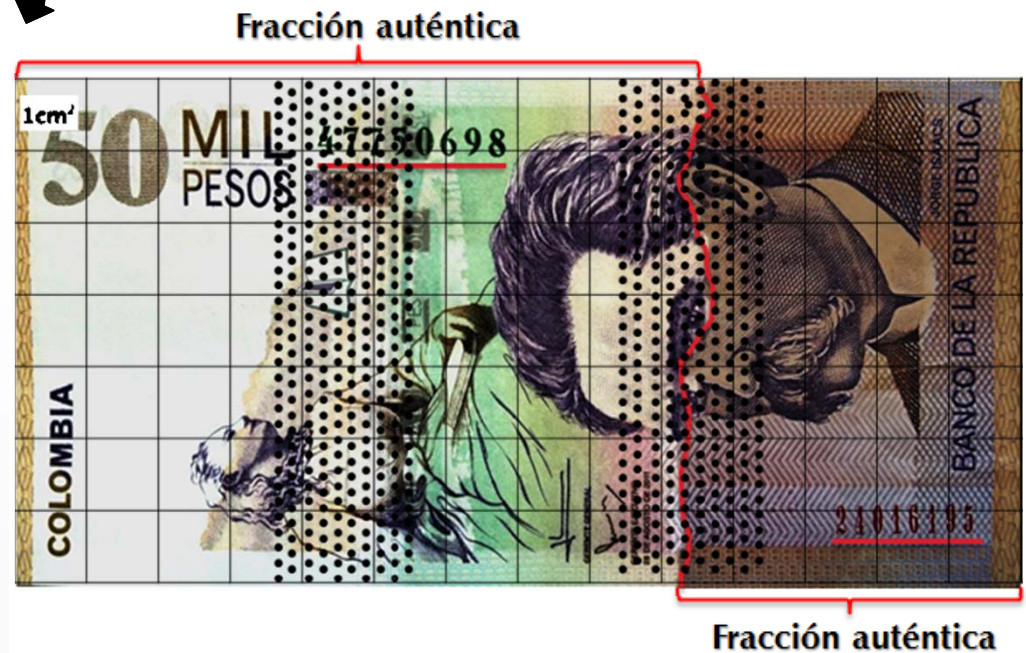 Fracción auténtica
1cm²
50 MIL
PESOS
47750698
COLOMBIA
BANCO DE LA REPUBLICA
24016195
Fracción auténtica